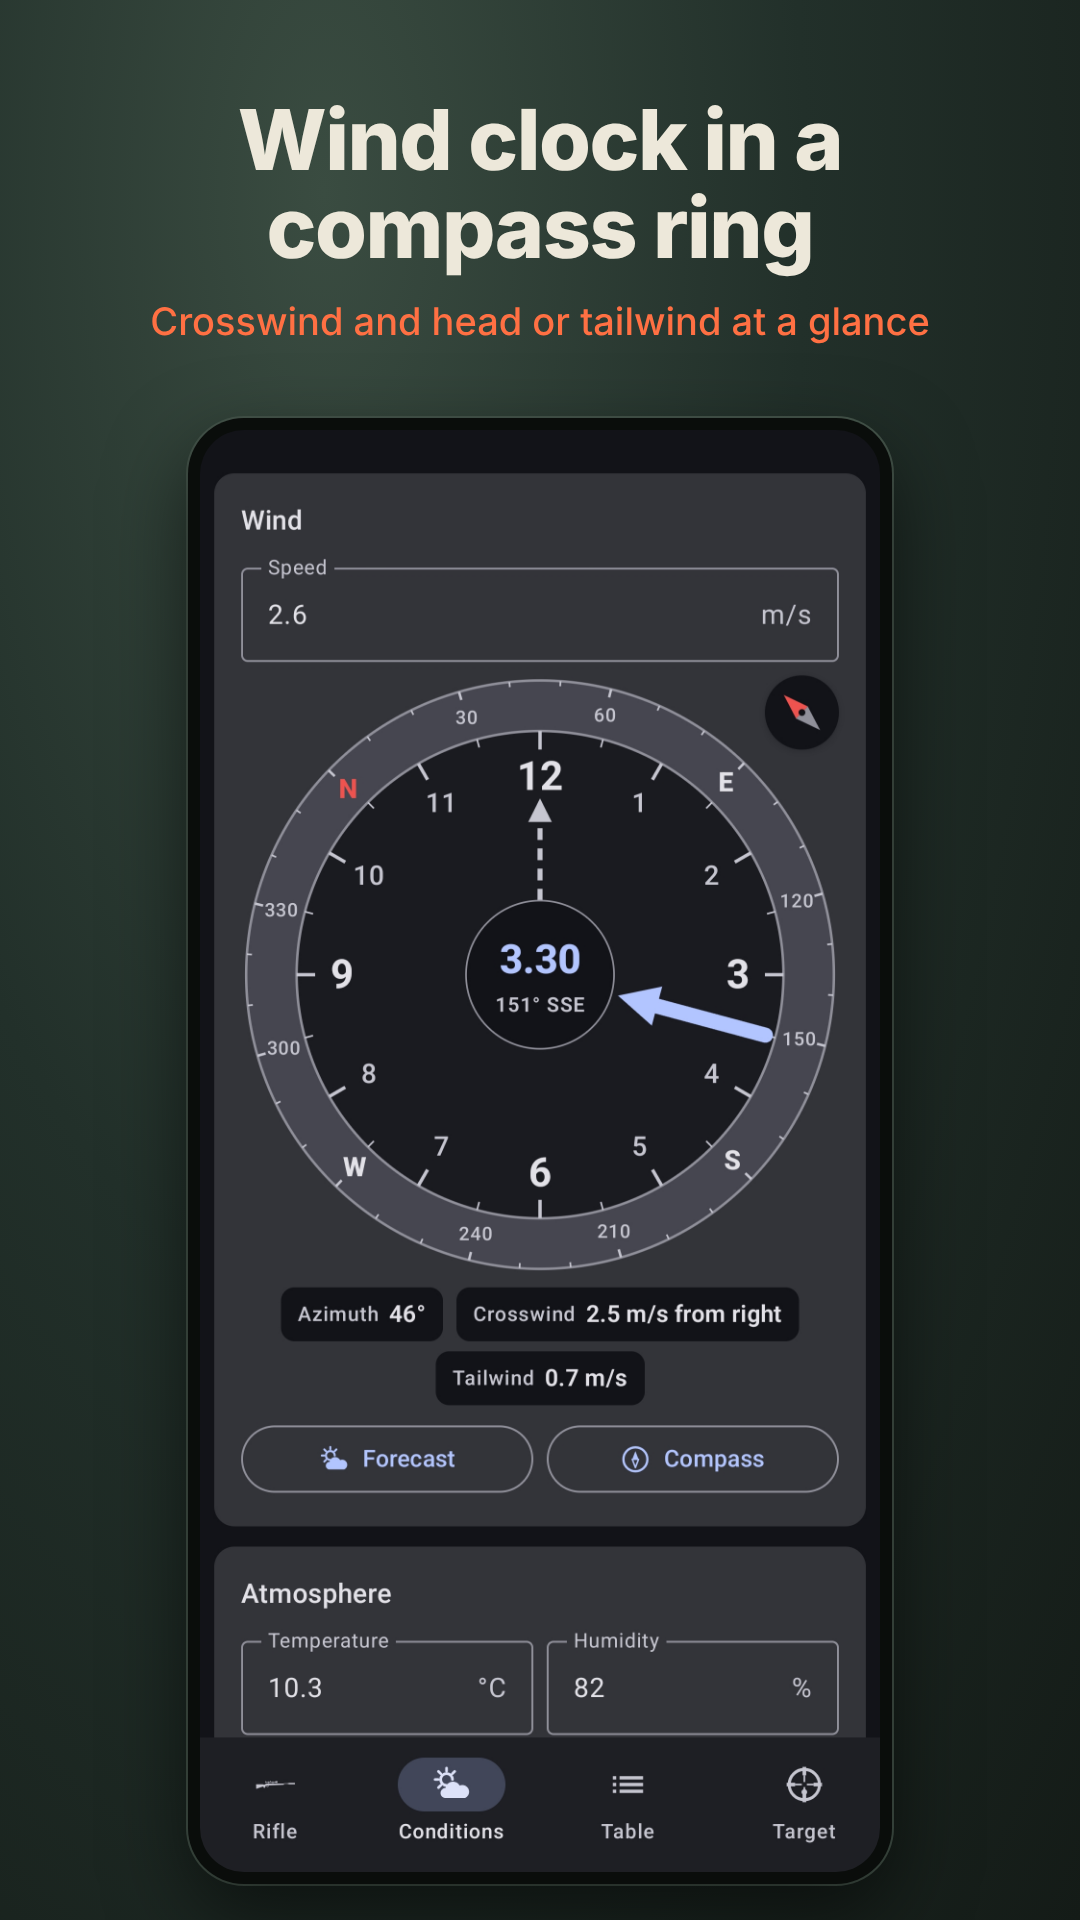 Wind clock in a
compass ring
Crosswind and head or tailwind at a glance
Wind
Speed
2.6 m/s
30 60
N E
12
11 1
10 2
330 120
9 3
3.30
151° SSE
300 150
8 4
7 5
W S
6
240 210
Azimuth 46° Crosswind 2.5 m/s from right
Tailwind 0.7 m/s
Forecast Compass
Atmosphere
Temperature Humidity
10.3 °C 82 %
Rifle Conditions Table Target